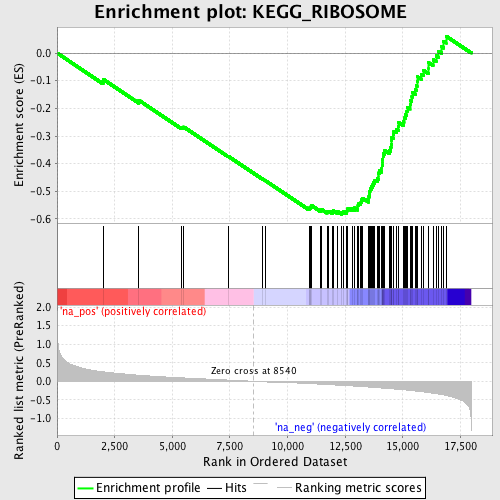 Enrichment plot: KEGG_RIBOSOME
Enrichment score (ES)
0.0
-0.1
-0.2
-0.3
-0.4
-0.5
-0.6
'na_pos' (positively correlated)
Ranked list metric (PreRanked)
2.0
1.5
1.0
0.5
0.0
-0.5
-1.0
Zero cross at 8540
'na_neg' (negatively correlated)
0 2,500 5,000 7,500 10,000 12,500 15,000 17,500
Rank in Ordered Dataset
Enrichment profile Hits Ranking metric scores